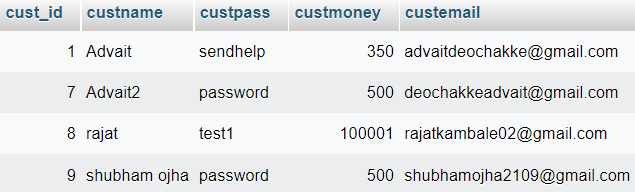 cust_id custname custpass custmoney custemail
1 Advait sendhelp 350 advaitdeochakke@gmail.com
7 Advait2 password 500 deochakkeadvait@gmail.com
8 rajat test1 100001 rajatkambale02@gmail.com
9 shubham ojha password 500 shubhamojha2109@gmail.com